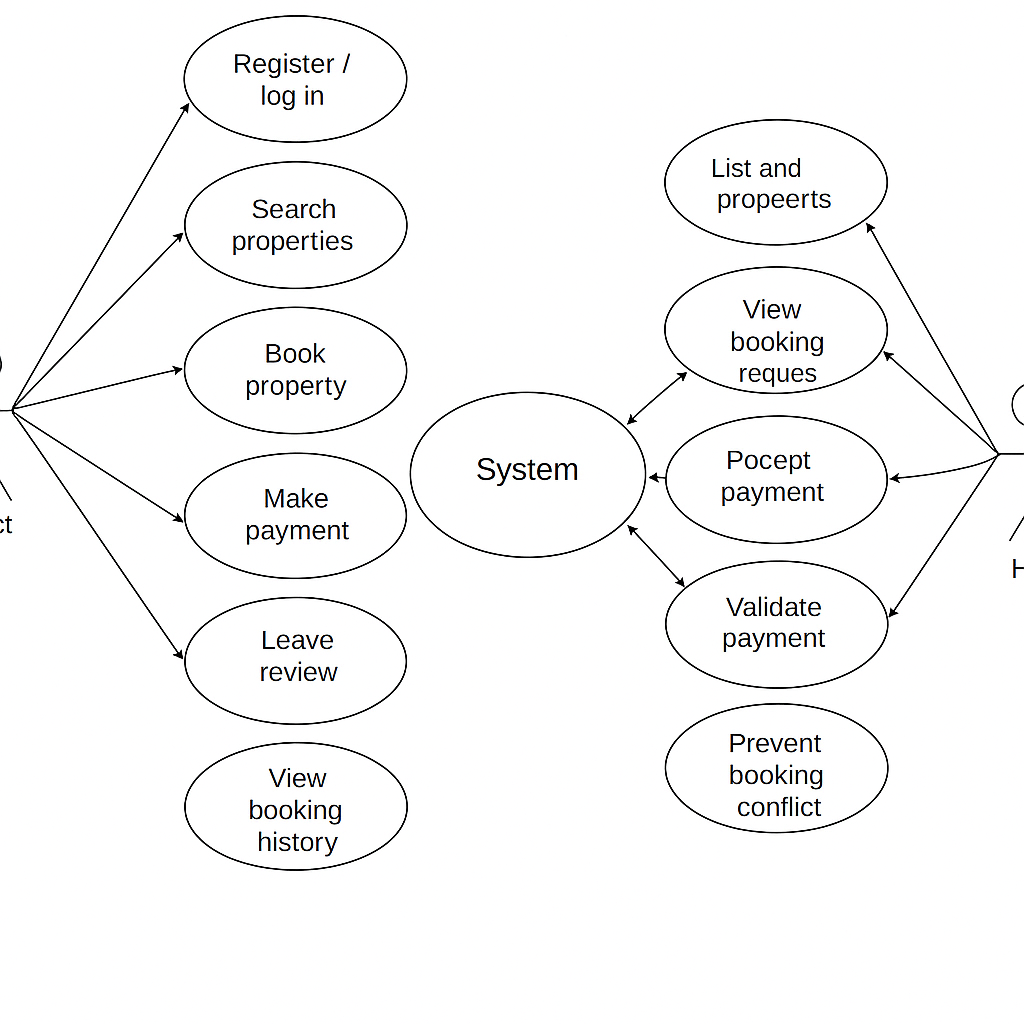 Register /
log in
Search
properties
Book
property
Make
payment
Leave
review
View
booking
history
ct
System
List and
propeerts
View
booking
reques
Pocept
payment
Validate
payment
Prevent
booking
conflict
H